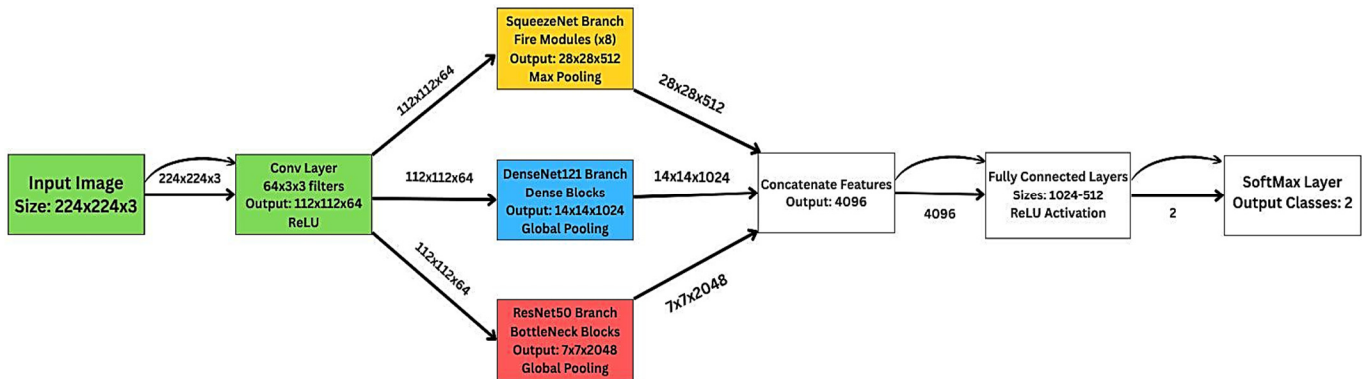 Input Image
Size: 224x224x3
224x224x3
Conv Layer
64x3x3 filters
Output: 112x112x64
ReLU
112x112x64
112x112x64
112x112x64
SqueezeNet Branch
Fire Modules (x8)
Output: 28x28x512
Max Pooling
DenseNet121 Branch
Dense Blocks
Output: 14x14x1024
Global Pooling
ResNet50 Branch
BottleNeck Blocks
Output: 7x7x2048
Global Pooling
28x28x512
14x14x1024
7x7x2048
Concatenate Features
Output: 4096
4096
Fully Connected Layers
Sizes: 1024-512
ReLU Activation
2
SoftMax Layer
Output Classes: 2